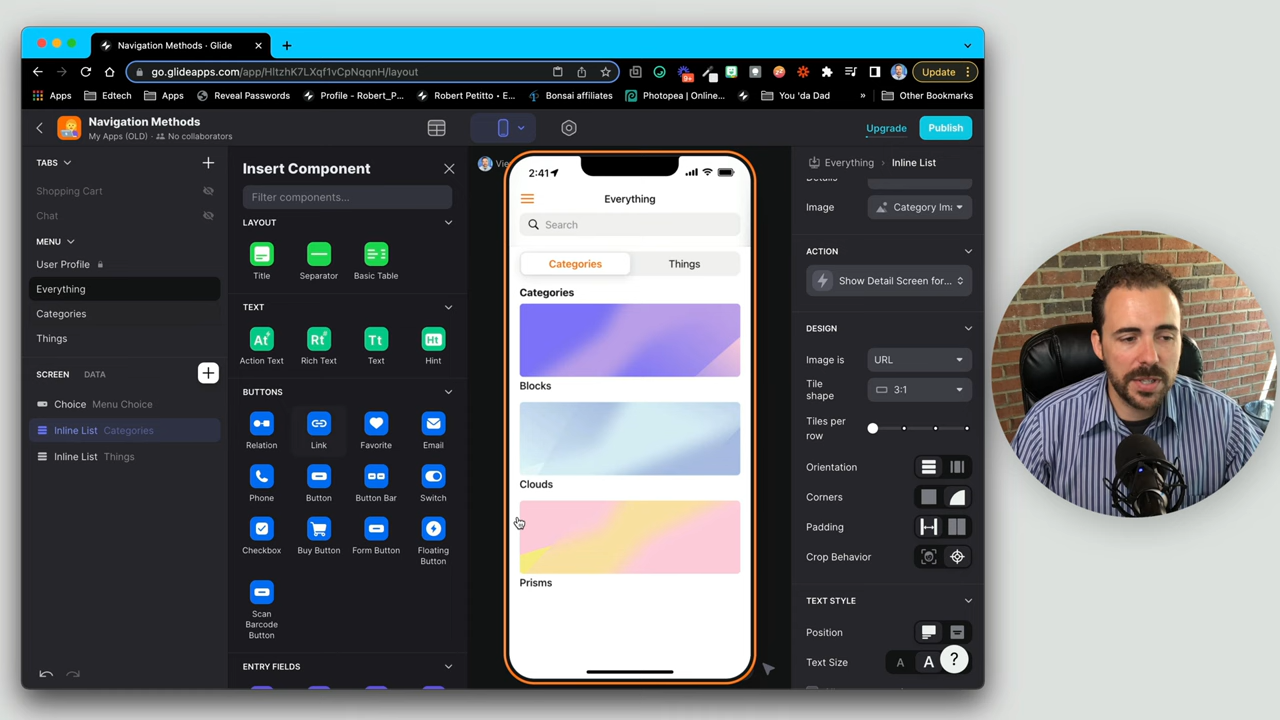 Navigation Methods · Glide
go.glideapps.com/app/HItzhK7LXqf1vCpNqqnH/layout
9+
Update
Apps
Edtech
Apps
Reveal Passwords
Profile - Robert_P...
Robert Petitto - E...
Bonsai affiliates
Photopea | Online...
You 'da Dad
»
Other Bookmarks
Navigation Methods
My Apps (OLD) · No collaborators
Upgrade
Publish
TABS
Shopping Cart
Chat
MENU
User Profile
Everything
Categories
Things
SCREEN DATA
Choice Menu Choice
Inline List Categories
Inline List Things
Insert Component
Filter components...
LAYOUT
Title
Separator
Basic Table
TEXT
At
Rx
Tt
Ht
Action Text
Rich Text
Text
Hint
BUTTONS
Relation
Link
Favorite
Email
Phone
Button
Button Bar
Switch
Checkbox
Buy Button
Form Button
Floating
Button
Scan
Barcode
Button
ENTRY FIELDS
2:41
Everything
Search
Categories
Things
Categories
Blocks
Clouds
Prisms
Everything > Inline List
Image
Category Ima
ACTION
Show Detail Screen for...
DESIGN
Image is
URL
Tile
shape
3:1
Tiles per
row
Orientation
Corners
Padding
Crop Behavior
TEXT STYLE
Position
Text Size
A
A
?